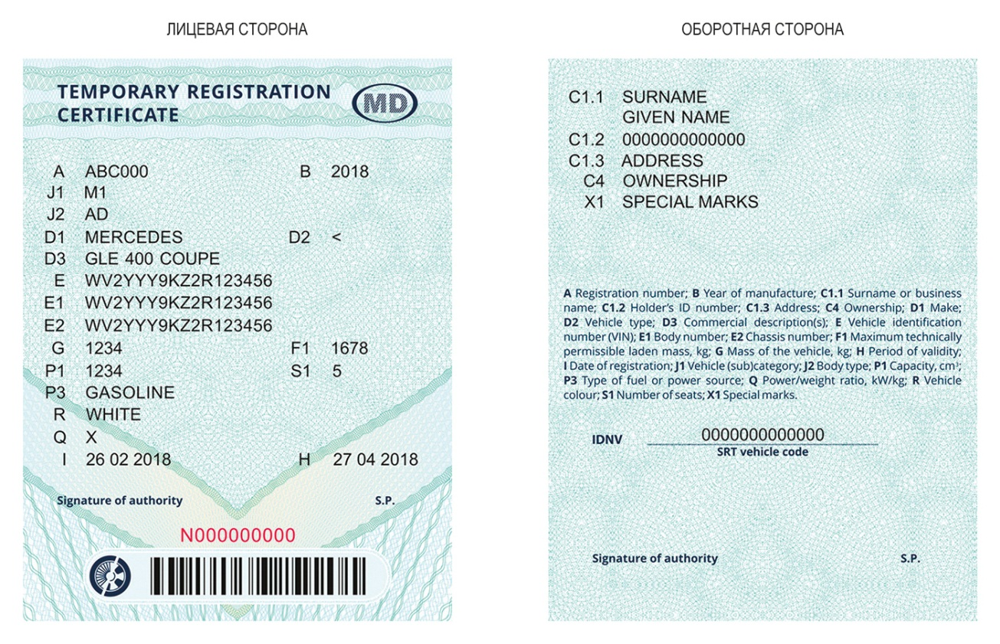 ЛИЦЕВАЯ СТОРОНА
TEMPORARY REGISTRATION
CERTIFICATE
MD
A ABC000 B 2018
J1 M1
J2 AD
D1 MERCEDES D2 <
D3 GLE 400 COUPE
E WV2YYY9KZ2R123456
E1 WV2YYY9KZ2R123456
E2 WV2YYY9KZ2R123456
G 1234 F1 1678
P1 1234 S1 5
P3 GASOLINE
R WHITE
Q X
I 26 02 2018 H 27 04 2018
Signature of authority S.P.
N000000000
ОБОРОТНАЯ СТОРОНА
C1.1 SURNAME
GIVEN NAME
C1.2 0000000000000
C1.3 ADDRESS
C4 OWNERSHIP
X1 SPECIAL MARKS
A Registration number; B Year of manufacture; C1.1 Surname or business
name; C1.2 Holder's ID number; C1.3 Address; C4 Ownership; D1 Make;
D2 Vehicle type; D3 Commercial description(s); E Vehicle identification
number (VIN); E1 Body number; E2 Chassis number; F1 Maximum technically
permissible laden mass, kg; G Mass of the vehicle, kg; H Period of validity;
I Date of registration; J1 Vehicle (sub)category; J2 Body type; P1 Capacity, cm³;
P3 Type of fuel or power source; Q Power/weight ratio, kW/kg; R Vehicle
colour; S1 Number of seats; X1 Special marks.
IDNV 0000000000000
SRT vehicle code
Signature of authority S.P.